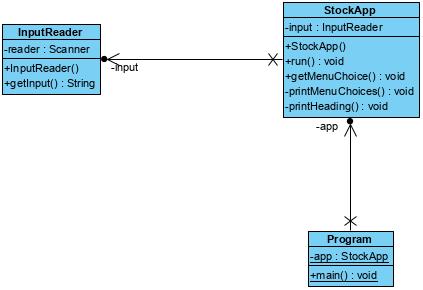 InputReader
-reader : Scanner
+InputReader()
+getInput() : String
-input
StockApp
-input : InputReader
+StockApp()
+run() : void
+getMenuChoice() : void
-printMenuChoices() : void
-printHeading() : void
-app
Program
-app : StockApp
+main() : void